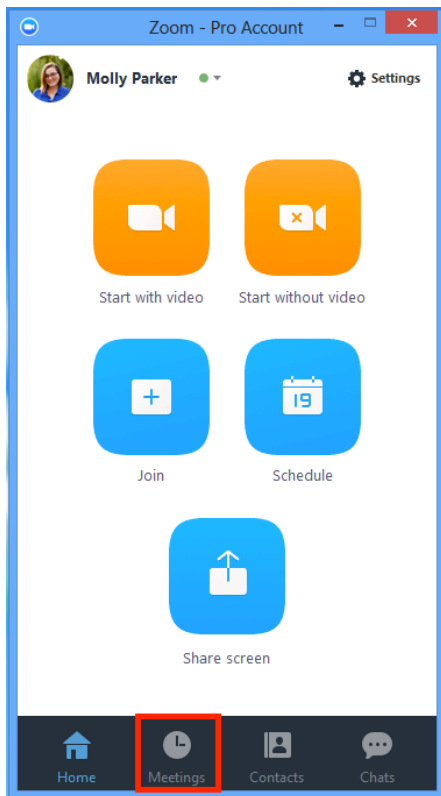 Zoom - Pro Account
Molly Parker
Settings
Start with video
Start without video
19
Join
Schedule
Share screen
Home
Meetings
Contacts
Chats